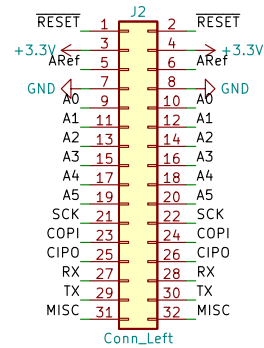 J2
RESET 1 2 RESET
+3.3V 3 4 +3.3V
ARef 5 6 ARef
GND 7 8 GND
A0 9 10 A0
A1 11 12 A1
A2 13 14 A2
A3 15 16 A3
A4 17 18 A4
A5 19 20 A5
SCK 21 22 SCK
COPI 23 24 COPI
CIPO 25 26 CIPO
RX 27 28 RX
TX 29 30 TX
MISC 31 32 MISC
Conn_Left